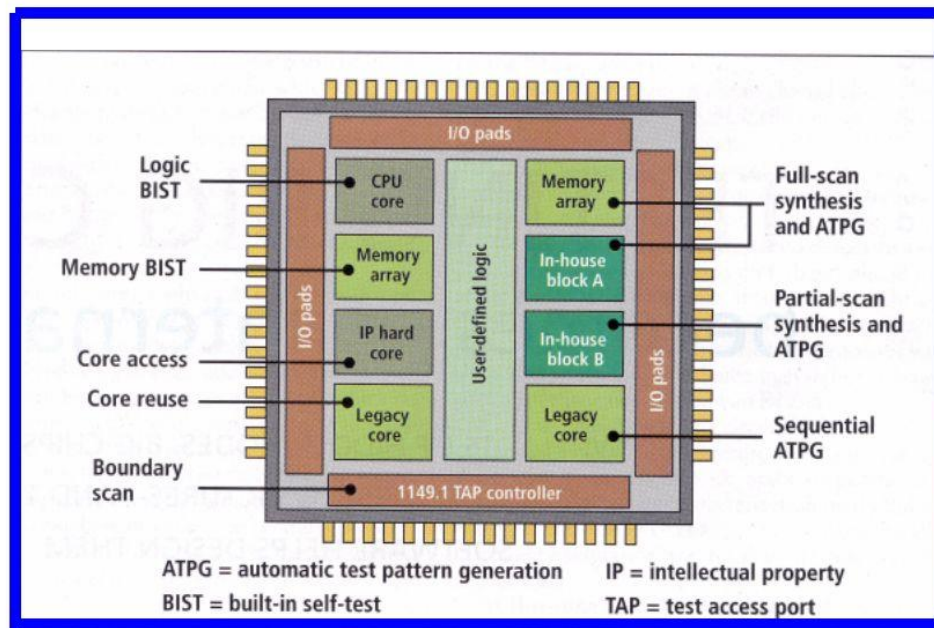 I/O pads
Logic
BIST
CPU
core
Memory
array
Full-scan
synthesis
and ATPG
Memory BIST
Memory
array
In-house
block A
I/O pads
User-defined logic
I/O pads
Partial-scan
synthesis and
ATPG
Core access
IP hard
core
In-house
block B
Core reuse
Legacy
core
Legacy
core
Sequential
ATPG
Boundary
scan
1149.1 TAP controller
ATPG = automatic test pattern generation
IP = intellectual property
BIST = built-in self-test
TAP = test access port